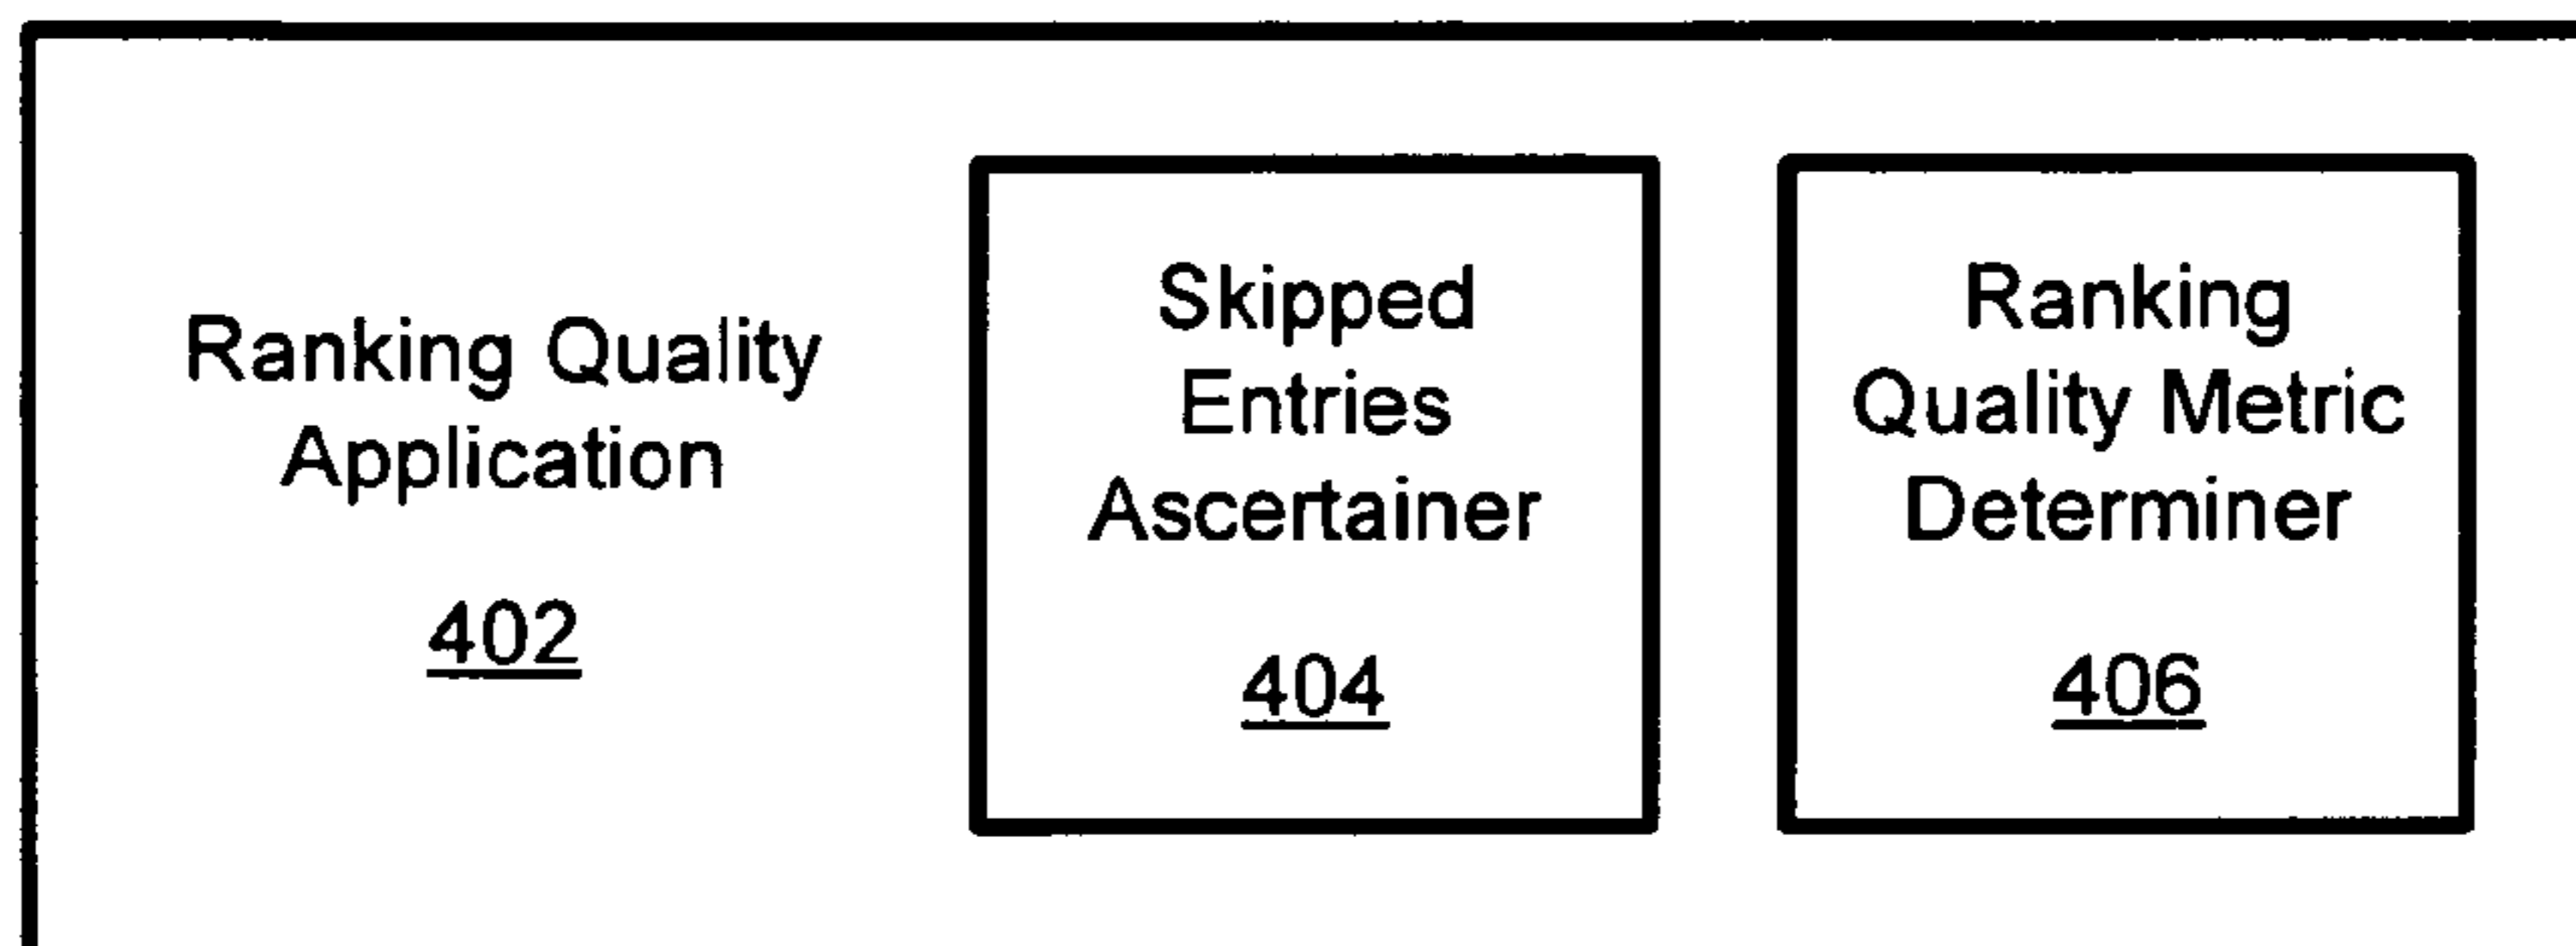 Ranking Quality
Application
402
Skipped
Entries
Ascertainer
404
Ranking
Quality Metric
Determiner
406